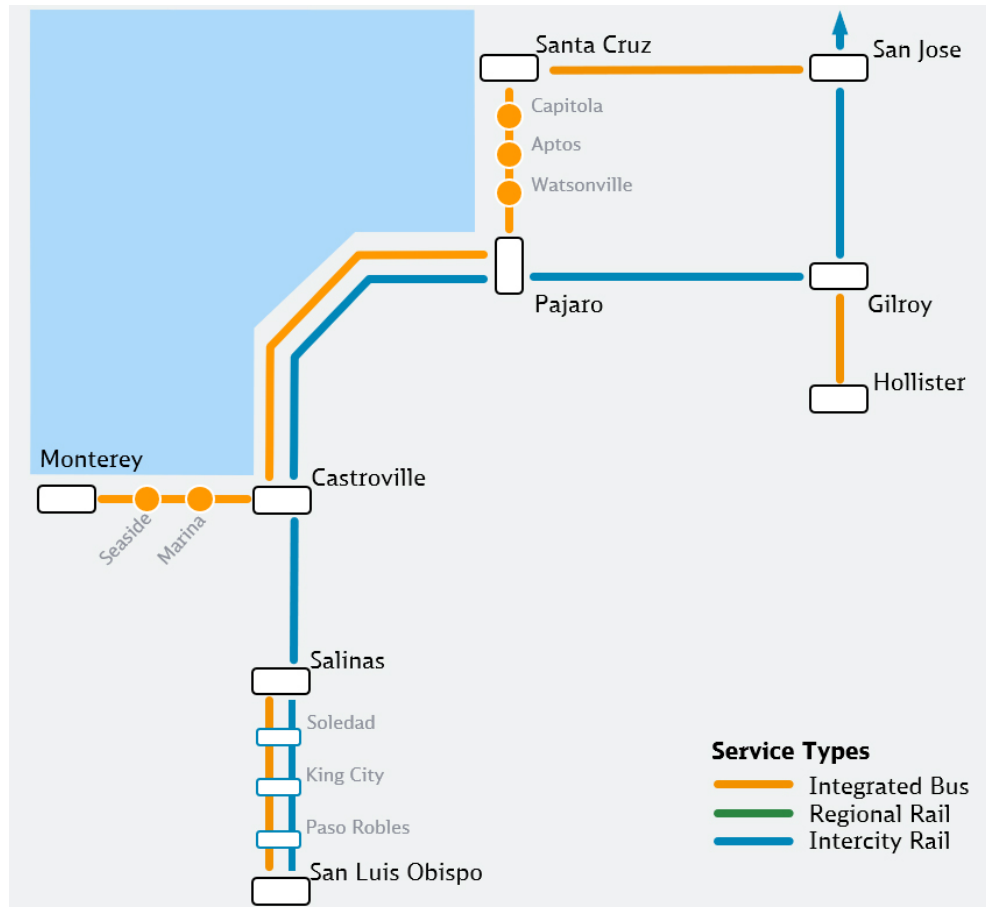 Santa Cruz
San Jose
Capitola
Aptos
Watsonville
Pajaro
Gilroy
Hollister
Monterey
Castroville
Seaside
Marina
Salinas
Soledad
King City
Paso Robles
San Luis Obispo
Service Types
Integrated Bus
Regional Rail
Intercity Rail